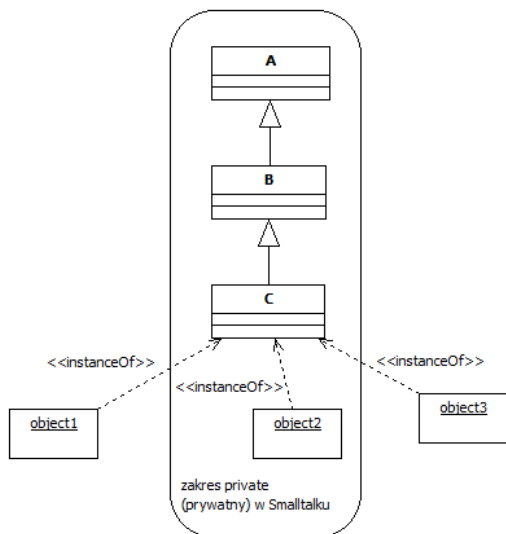 A
B
C
<<instanceOf>>
<<instanceOf>>
<<instanceOf>>
object1
object2
object3
zakres private
(prywatny) w Smalltalku